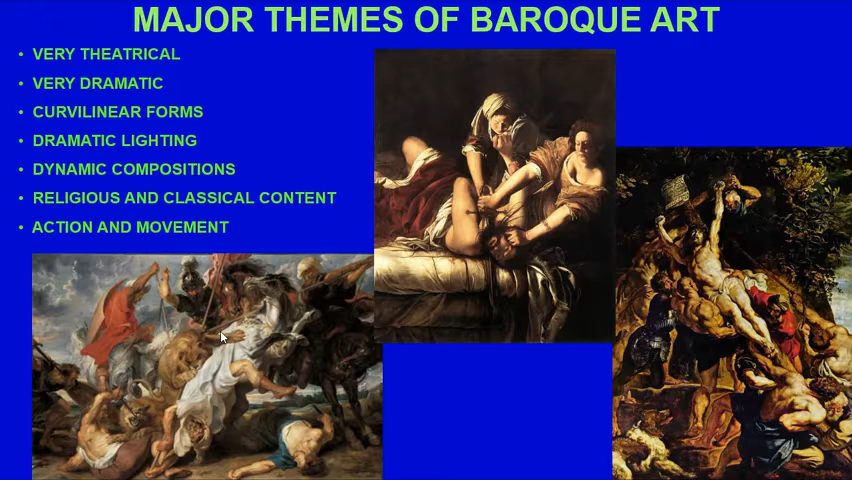 MAJOR THEMES OF BAROQUE ART
• VERY THEATRICAL
• VERY DRAMATIC
• CURVILINEAR FORMS
• DRAMATIC LIGHTING
• DYNAMIC COMPOSITIONS
• RELIGIOUS AND CLASSICAL CONTENT
• ACTION AND MOVEMENT